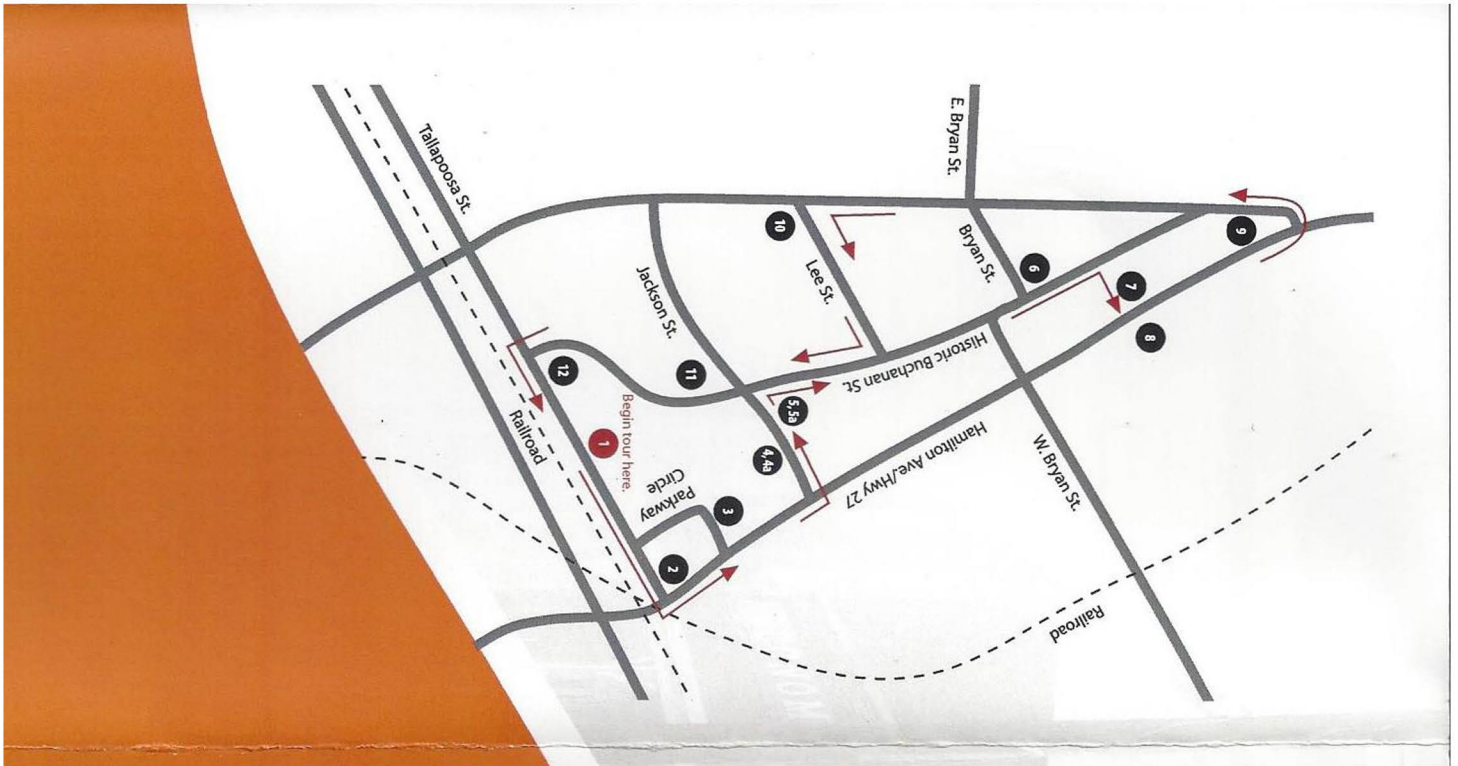 Tallapoosa St.
Railroad
E. Bryan St.
Bryan St.
W. Bryan St.
Lee St.
Jackson St.
Historic Buchanan St.
Hamilton Ave./Hwy 27
Railroad
Parkway
Circle
Begin tour here.
1
2
3
4, 4a
5, 5a
6
7
8
9
10
11
12